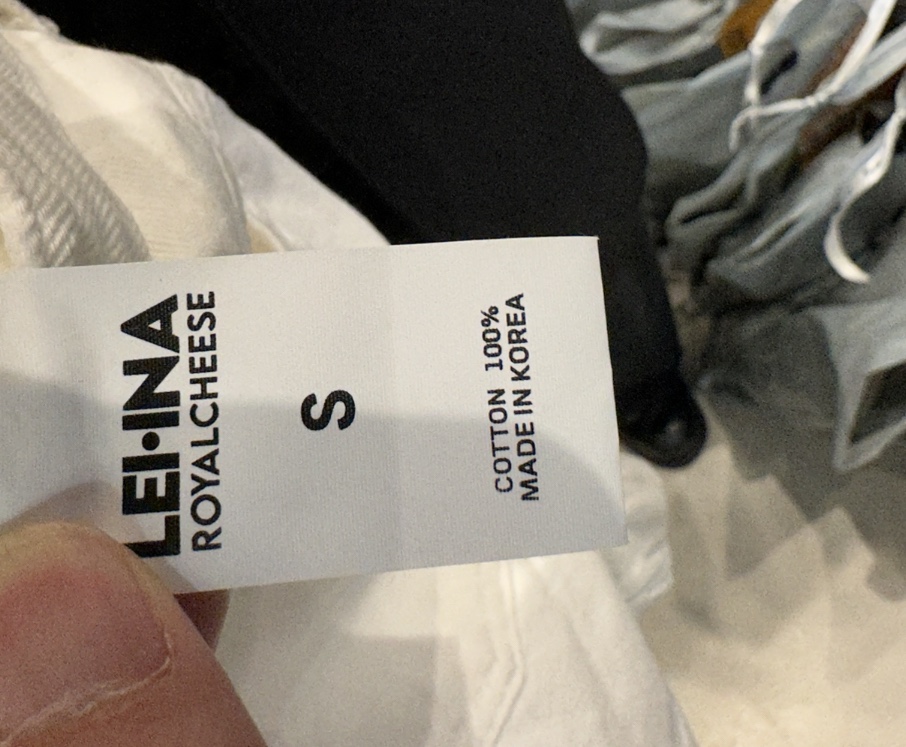 LEI•INA
ROYALCHEESE
S
COTTON 100%
MADE IN KOREA